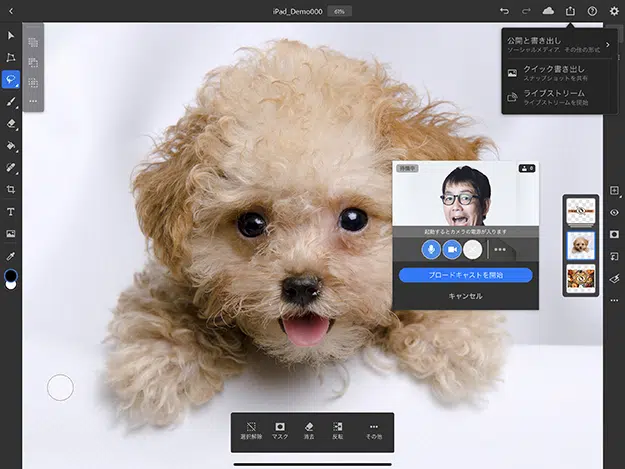 iPad_Demo000
公開と書き出し
ソーシャルメディア、その他の形式
クイック書き出し
スナップショットを共有
ライブストリーム
ライブストリームを開始
待機中
0
起動するとカメラの電源が入ります
ブロードキャストを開始
キャンセル
選択解除 マスク 消去 反転 その他